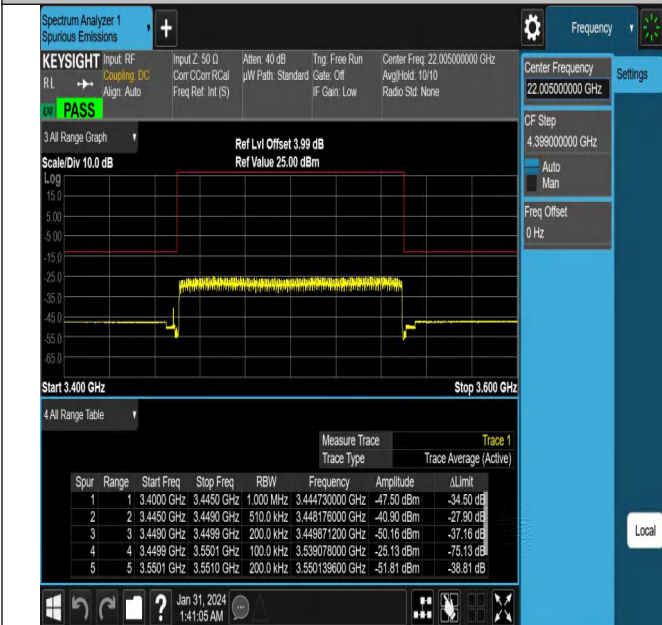 Spectrum Analyzer 1
Spurious Emissions
Frequency
KEYSIGHT
RL
Input: RF
Coupling: DC
Align: Auto
Input Z: 50 Ω
Corr CCorr RCal
Freq Ref: Int (S)
Atten: 40 dB
µW Path: Standard
Trig: Free Run
Gate: Off
IF Gain: Low
Center Freq: 22.005000000 GHz
Avg|Hold: 10/10
Radio Std: None
PASS
Center Frequency
22.005000000 GHz
Settings
CF Step
4.399000000 GHz
Auto
Man
Freq Offset
0 Hz
3 All Range Graph
Scale/Div 10.0 dB
Ref Lvl Offset 3.99 dB
Ref Value 25.00 dBm
Log
15.0
5.00
-5.00
-15.0
-25.0
-35.0
-45.0
-55.0
-65.0
Start 3.400 GHz Stop 3.600 GHz
4 All Range Table
Measure Trace Trace 1
Trace Type Trace Average (Active)
Spur Range Start Freq Stop Freq RBW Frequency Amplitude ΔLimit
1 1 3.4000 GHz 3.4450 GHz 1.000 MHz 3.444730000 GHz -47.50 dBm -34.50 dB
2 2 3.4450 GHz 3.4490 GHz 510.0 kHz 3.448176000 GHz -40.90 dBm -27.90 dB
3 3 3.4490 GHz 3.4499 GHz 200.0 kHz 3.449871200 GHz -50.16 dBm -37.16 dB
4 4 3.4499 GHz 3.5501 GHz 100.0 kHz 3.539078000 GHz -25.13 dBm -75.13 dB
5 5 3.5501 GHz 3.5510 GHz 200.0 kHz 3.550139600 GHz -51.81 dBm -38.81 dB
Local
?
Jan 31, 2024
1:41:05 AM